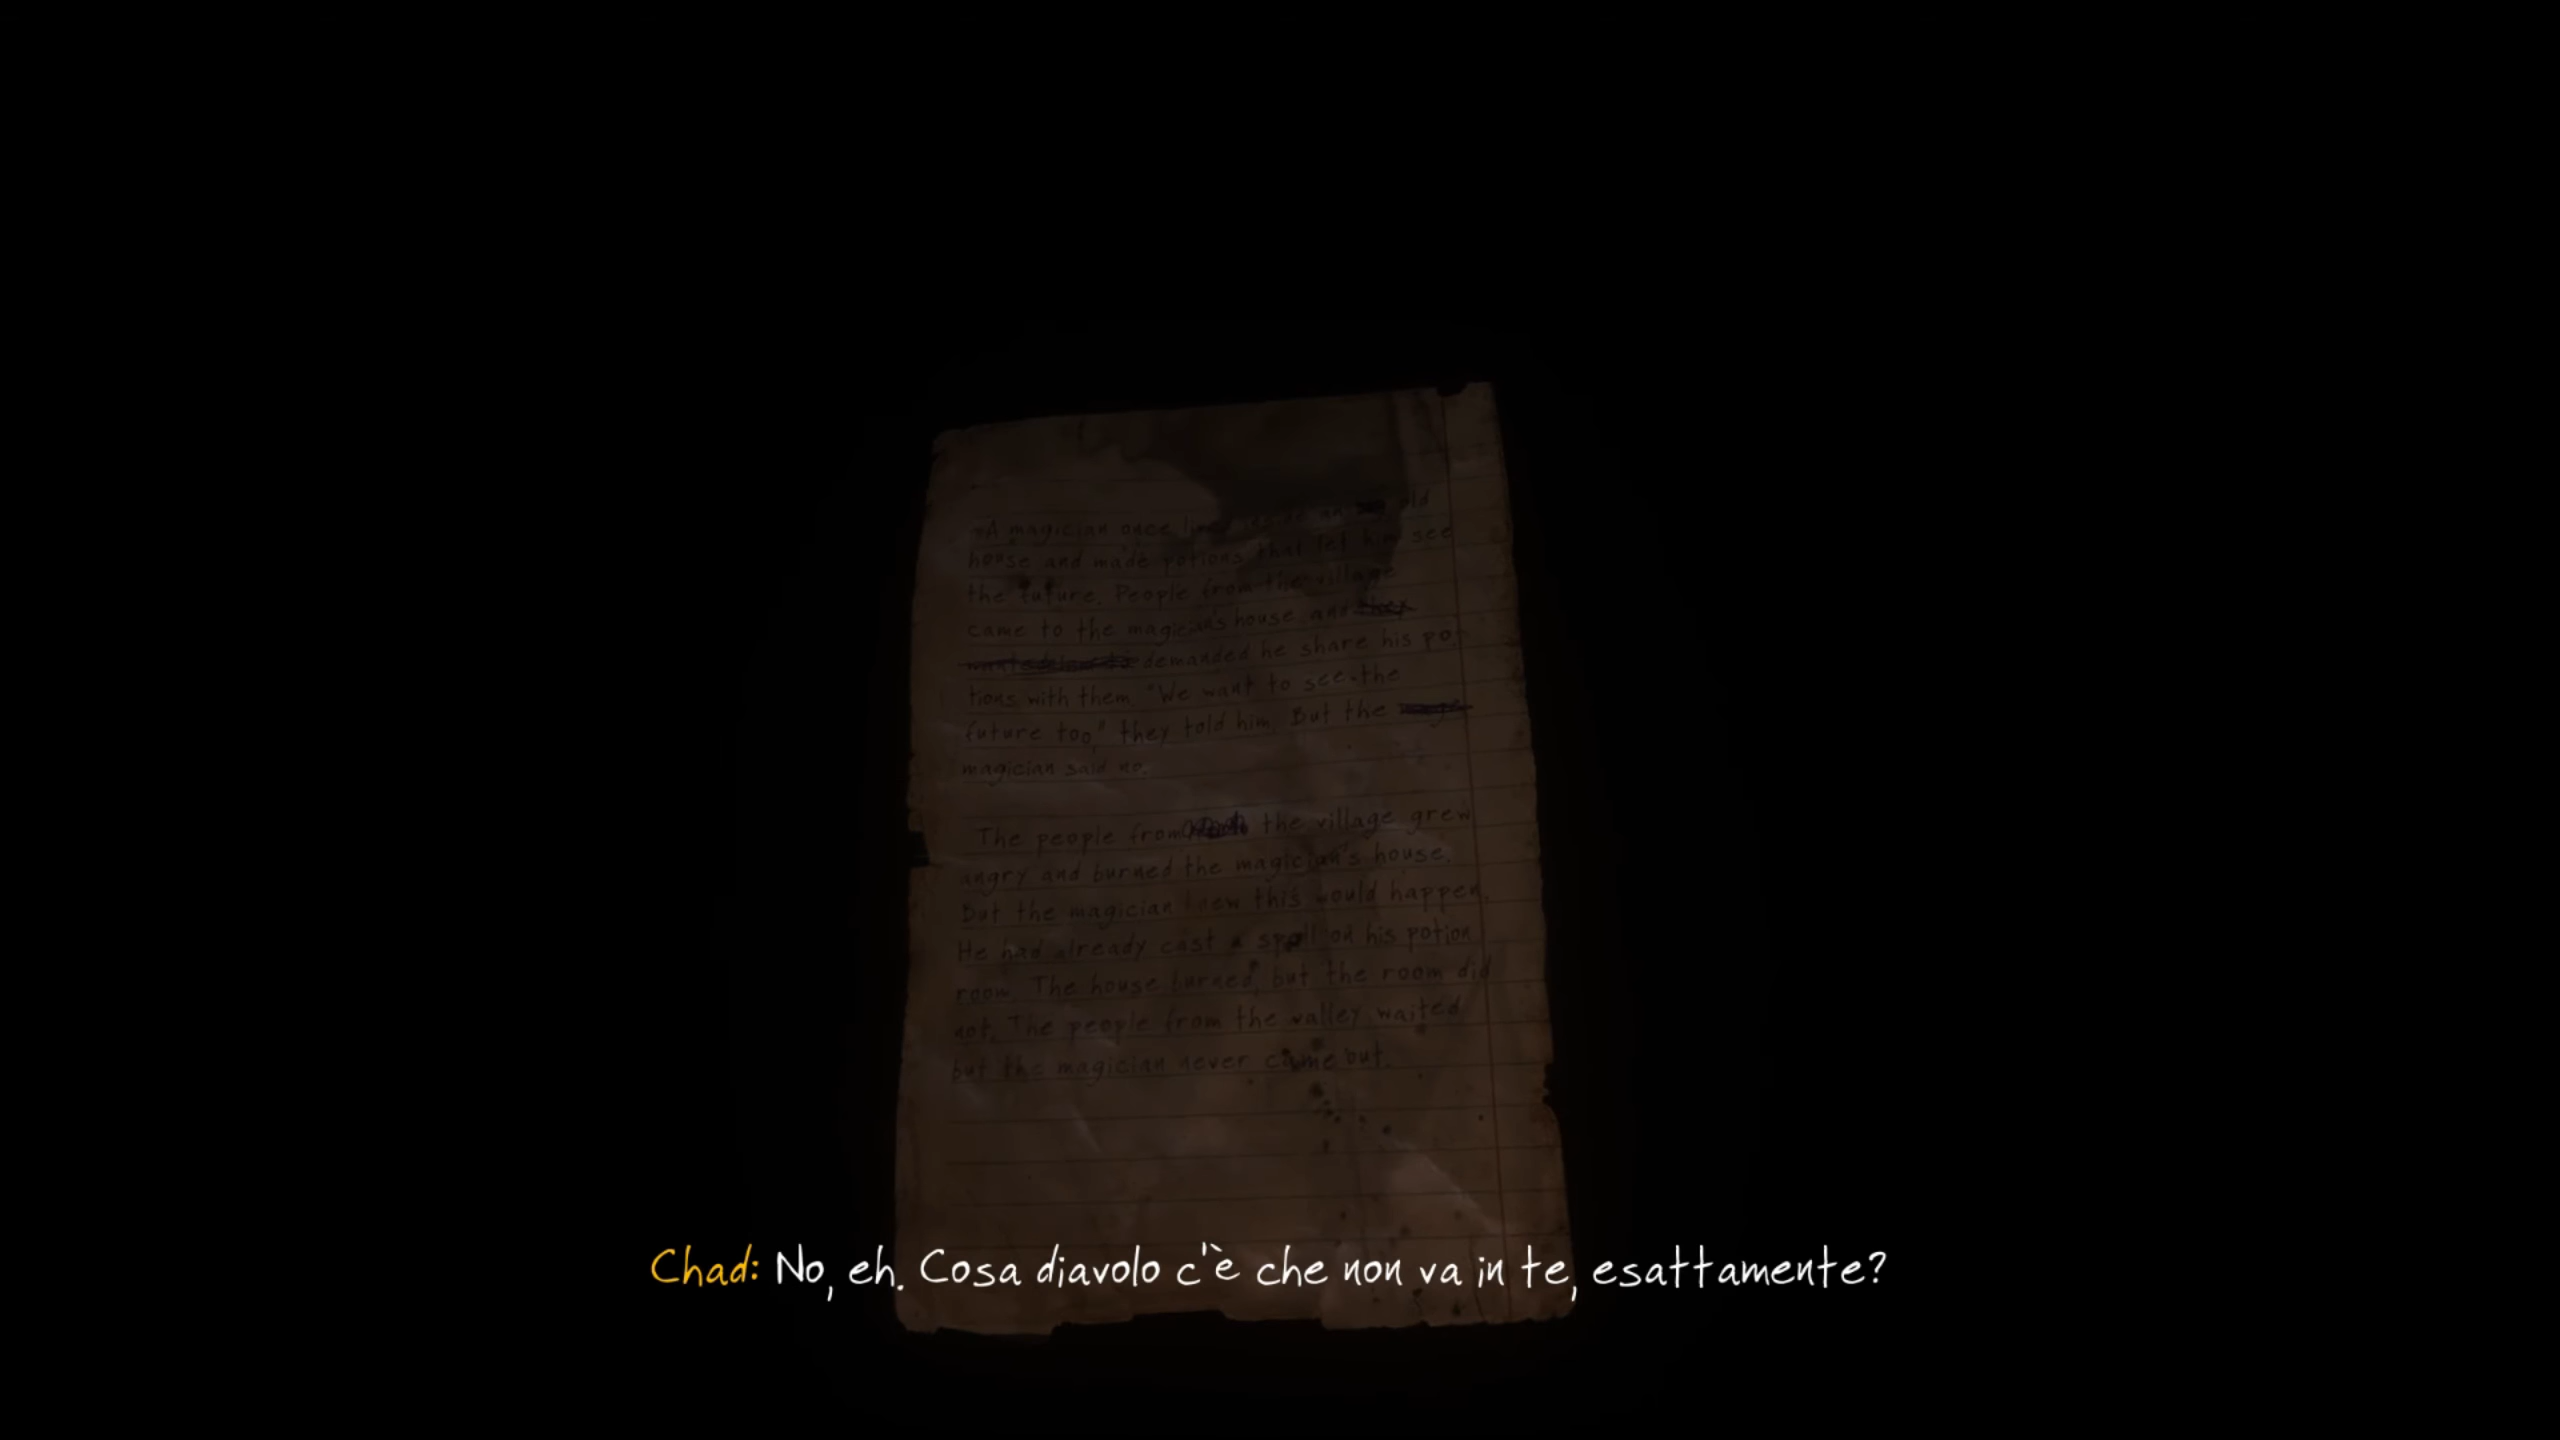 A magician once old
house and made potions that let him see
the future. People from the village
came to the magician's house and they
demanded he share his po-
tions with them. "We want to see the
future too," they told him. But the
magician said no.
The people from the village grew
angry and burned the magician's house.
But the magician knew this would happen.
He had already cast a spell on his potion
room. The house burned, but the room did
not. The people from the valley waited
but the magician never came out.
Chad: No, eh. Cosa diavolo c'è che non va in te, esattamente?